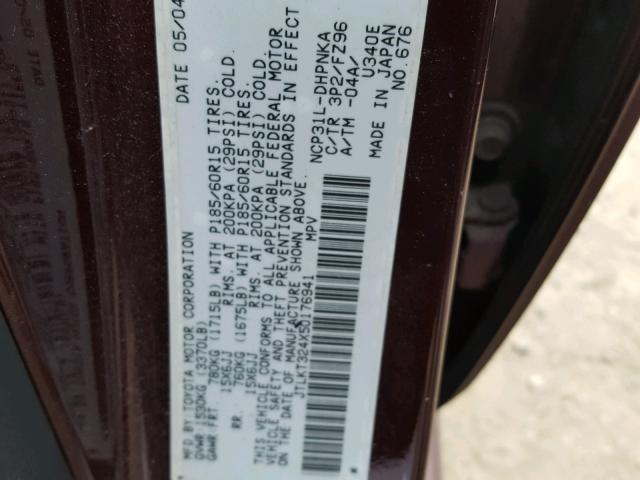 MFD BY TOYOTA MOTOR CORPORATION 05/04
GVWR 1530KG (3370LB)
GAWR FRT. 780KG (1715LB) WITH P185/60R15 TIRES.
15X6JJ RIMS. AT 200KPA (29PSI) COLD.
RR. 760KG (1675LB) WITH P185/60R15 TIRES.
15X6JJ RIMS. AT 200KPA (29PSI) COLD.
THIS VEHICLE CONFORMS TO ALL APPLICABLE FEDERAL MOTOR
VEHICLE SAFETY AND THEFT PREVENTION STANDARDS IN EFFECT
ON THE DATE OF MANUFACTURE SHOWN ABOVE.
JTLKT324X50176941 MPV
NCP31L-DHPNKA
C/TR 3P2/FZ96
A/TM -04A/ U340E
MADE IN JAPAN
NO.676